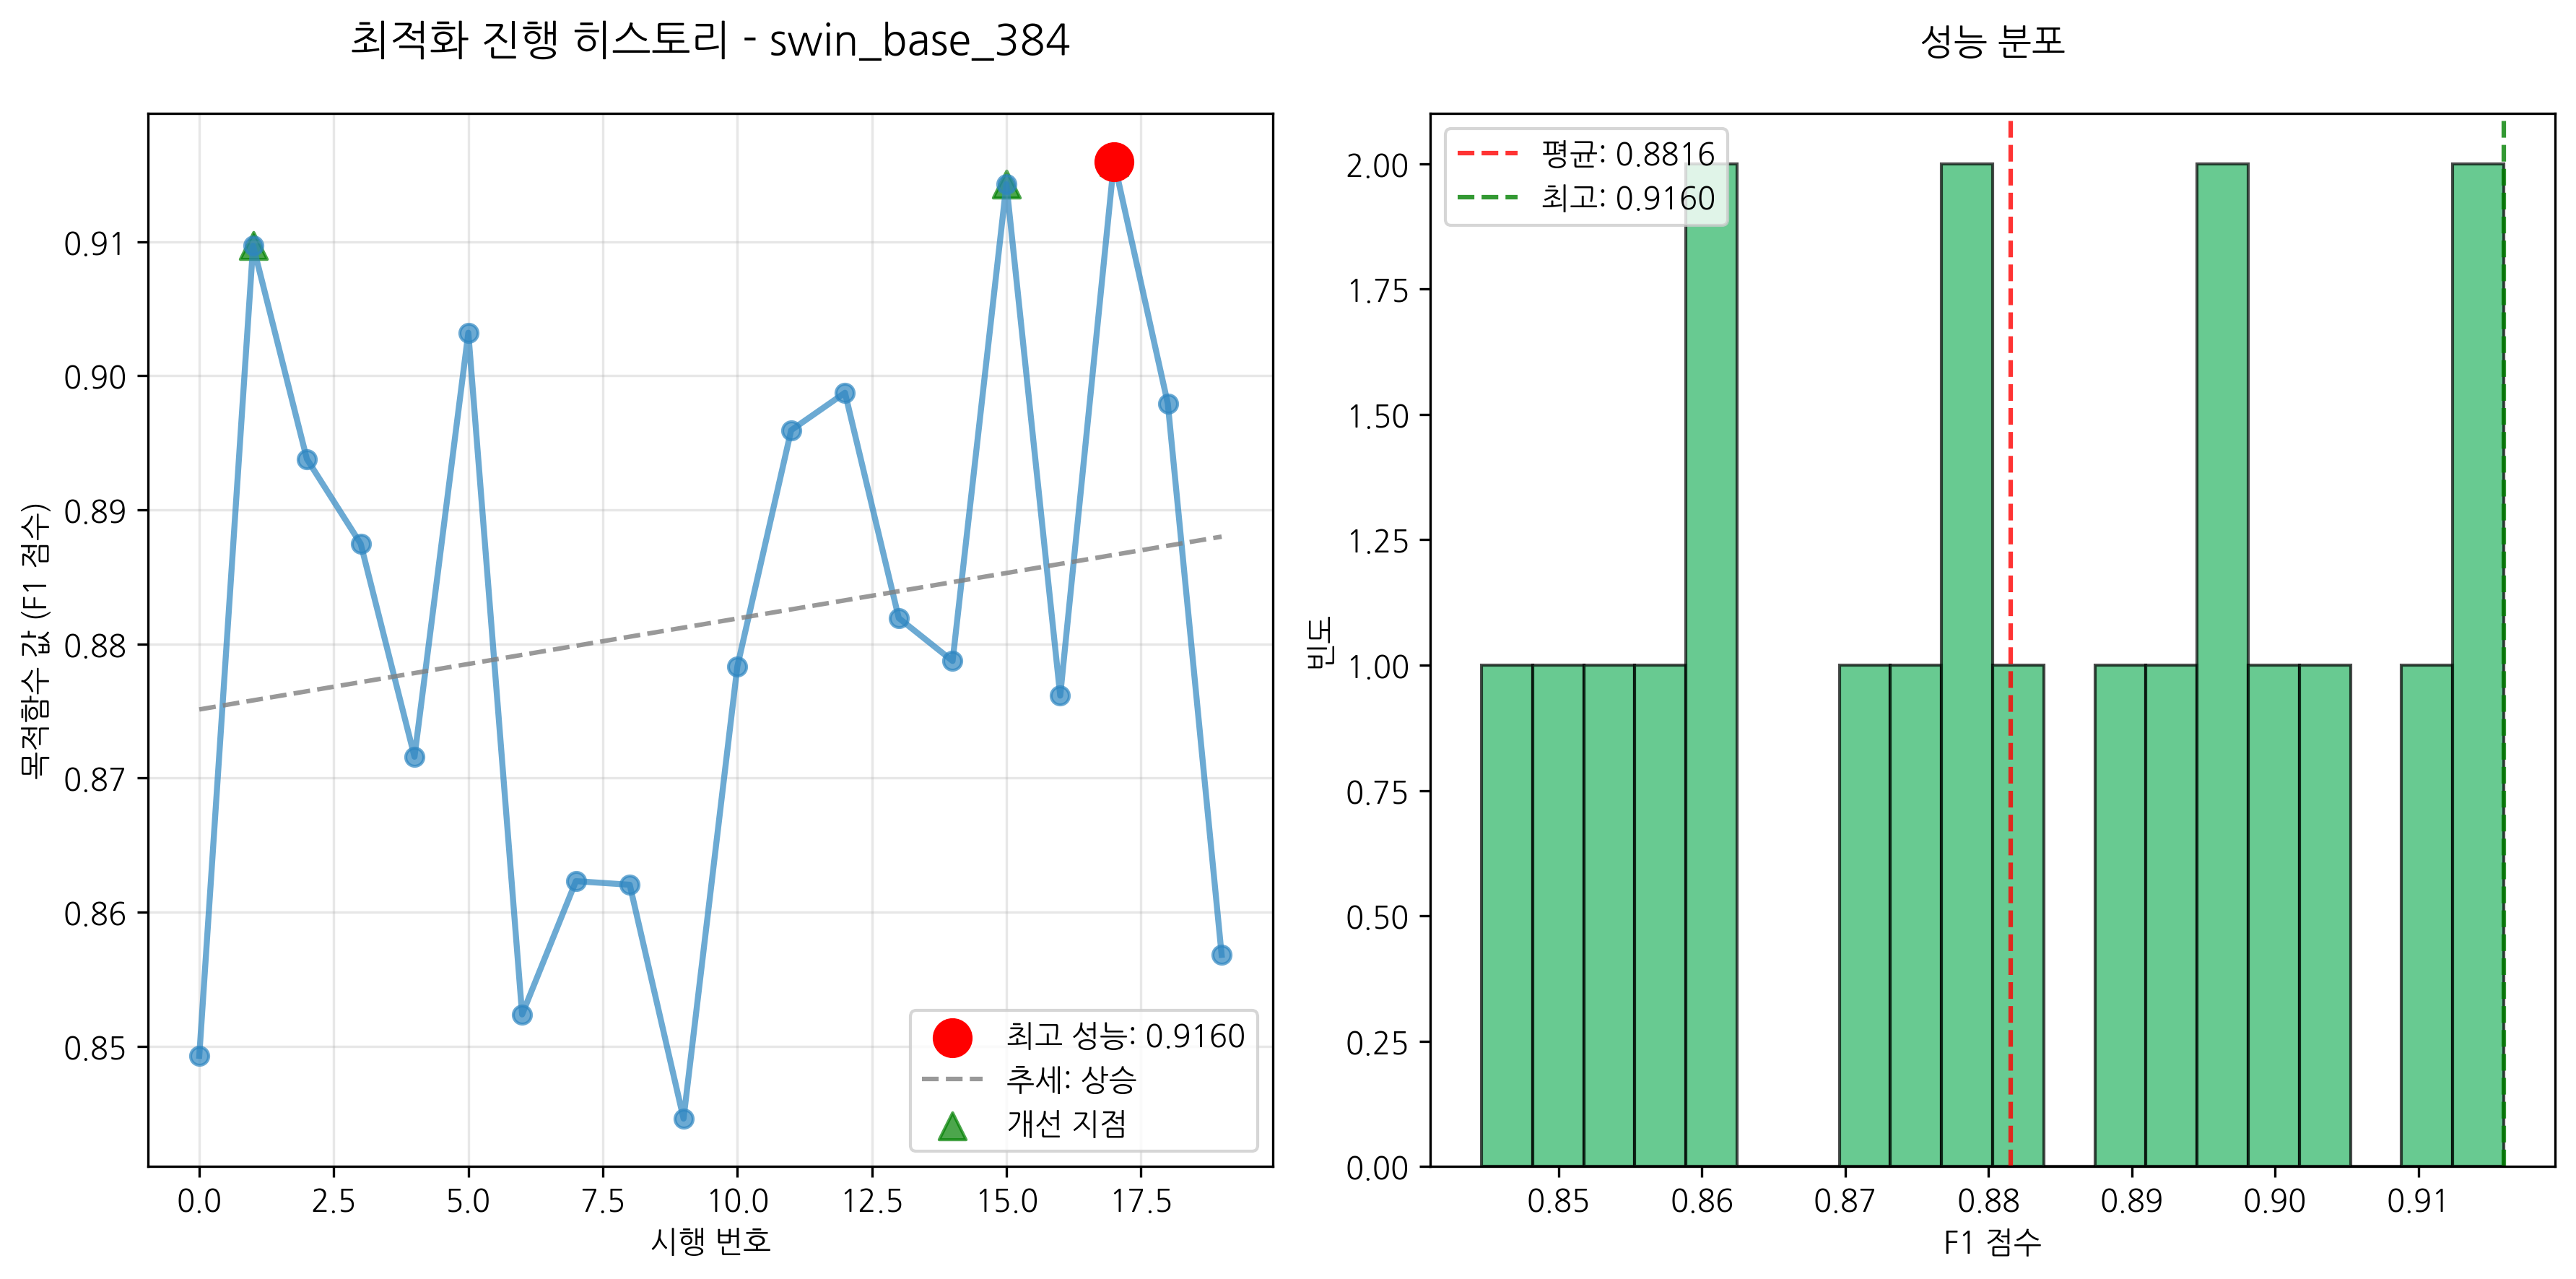 최적화 진행 히스토리 - swin_base_384
목적함수 값 (F1 점수)
0.91
0.90
0.89
0.88
0.87
0.86
0.85
최고 성능: 0.9160
추세: 상승
개선 지점
0.0 2.5 5.0 7.5 10.0 12.5 15.0 17.5
시행 번호
성능 분포
평균: 0.8816
최고: 0.9160
빈도
2.00
1.75
1.50
1.25
1.00
0.75
0.50
0.25
0.00
0.85 0.86 0.87 0.88 0.89 0.90 0.91
F1 점수